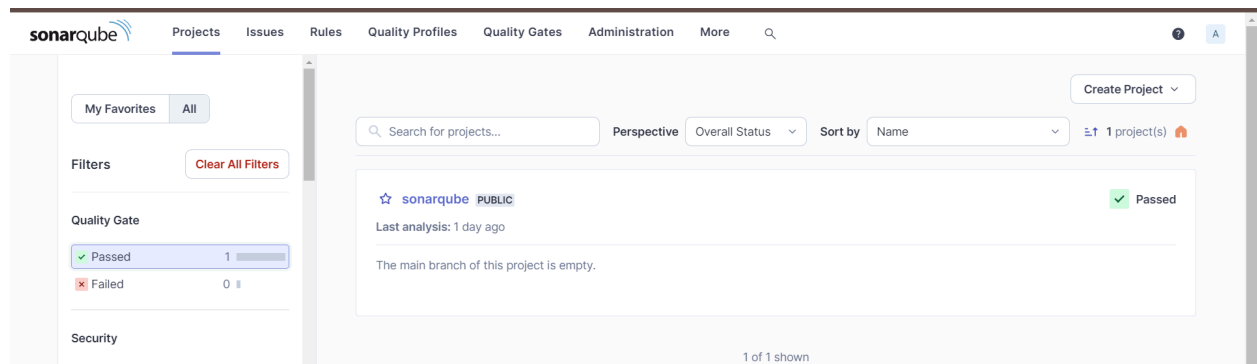 sonarqube Projects Issues Rules Quality Profiles Quality Gates Administration More ? A
My Favorites All
Filters Clear All Filters
Quality Gate
Passed 1
Failed 0
Security
Create Project
Search for projects... Perspective Overall Status Sort by Name 1 project(s)
sonarqube PUBLIC Passed
Last analysis: 1 day ago
The main branch of this project is empty.
1 of 1 shown